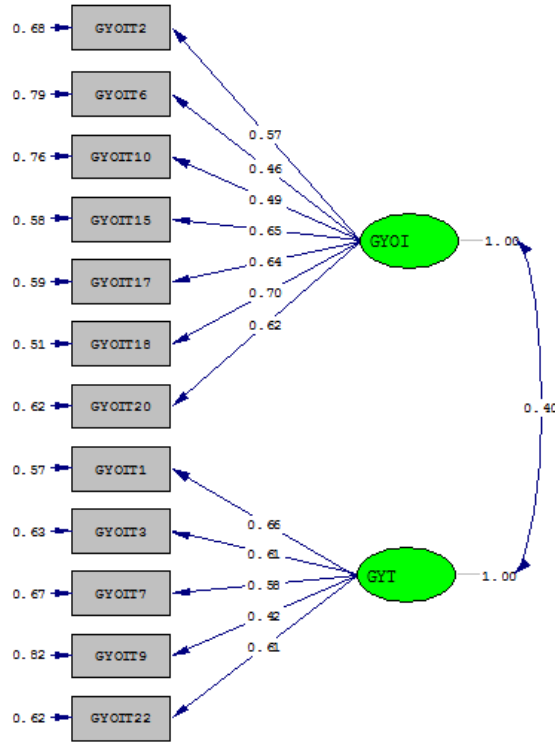 0.68 GYOIT2
0.57
0.79 GYOIT6
0.46
0.76 GYOIT10
0.49
0.58 GYOIT15
0.65
GYOI 1.00
0.59 GYOIT17
0.64
0.70
0.51 GYOIT18
0.62
0.62 GYOIT20
0.40
0.57 GYOIT1
0.66
0.63 GYOIT3
0.61
GYT 1.00
0.67 GYOIT7
0.58
0.42
0.82 GYOIT9
0.61
0.62 GYOIT22